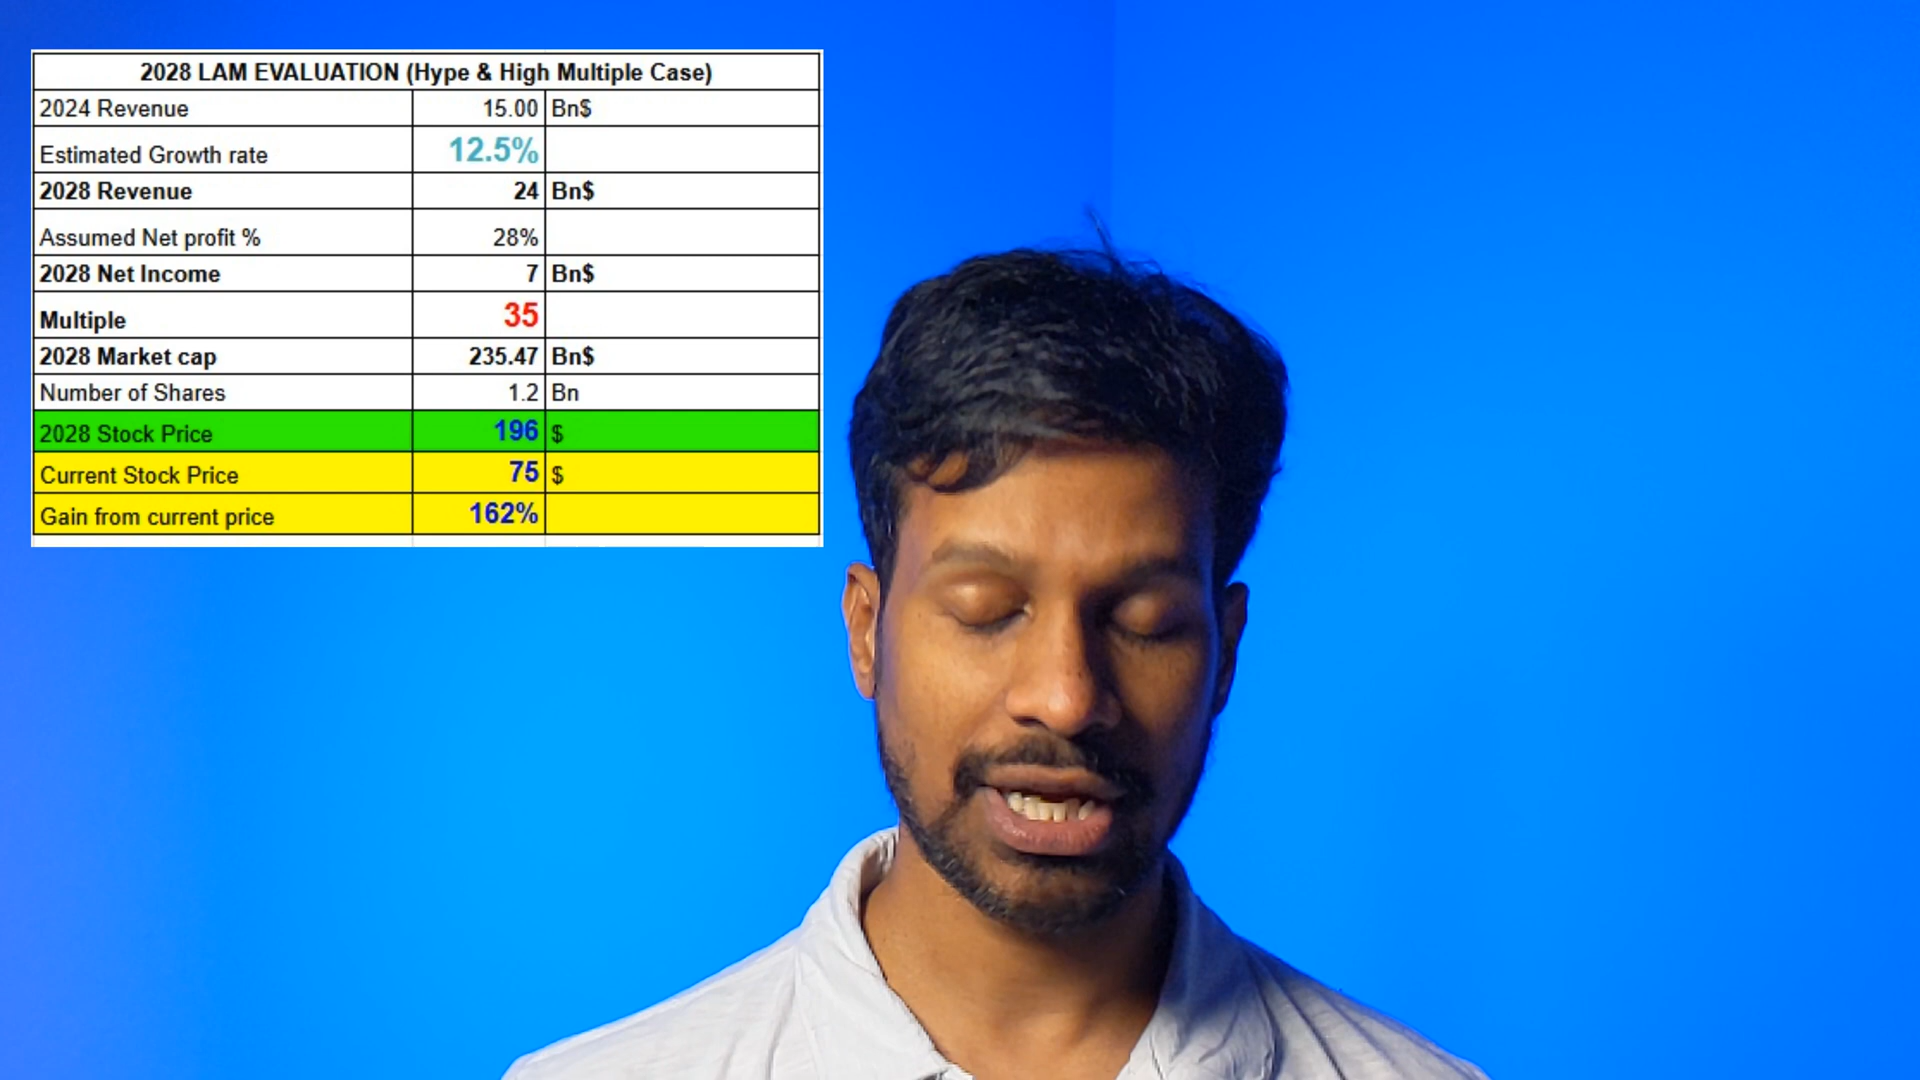 2028 LAM EVALUATION (Hype & High Multiple Case)
2024 Revenue 15.00 Bn$
Estimated Growth rate 12.5%
2028 Revenue 24 Bn$
Assumed Net profit % 28%
2028 Net Income 7 Bn$
Multiple 35
2028 Market cap 235.47 Bn$
Number of Shares 1.2 Bn
2028 Stock Price 196 $
Current Stock Price 75 $
Gain from current price 162%